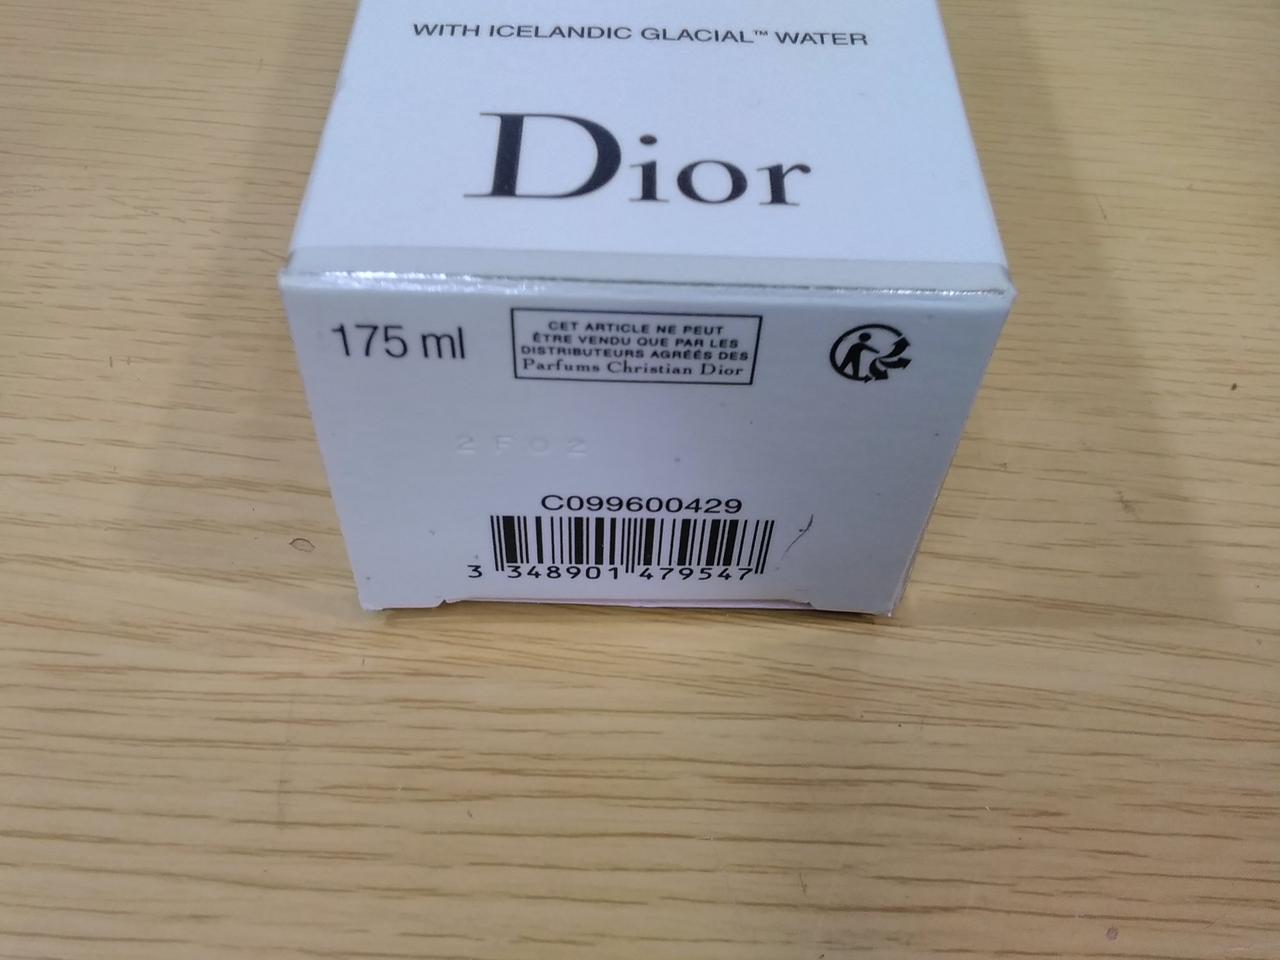 WITH ICELANDIC GLACIAL™ WATER
Dior
175 ml
CET ARTICLE NE PEUT
ÊTRE VENDU QUE PAR LES
DISTRIBUTEURS AGRÉÉS DES
Parfums Christian Dior
2F02
C099600429
3 348901 479547